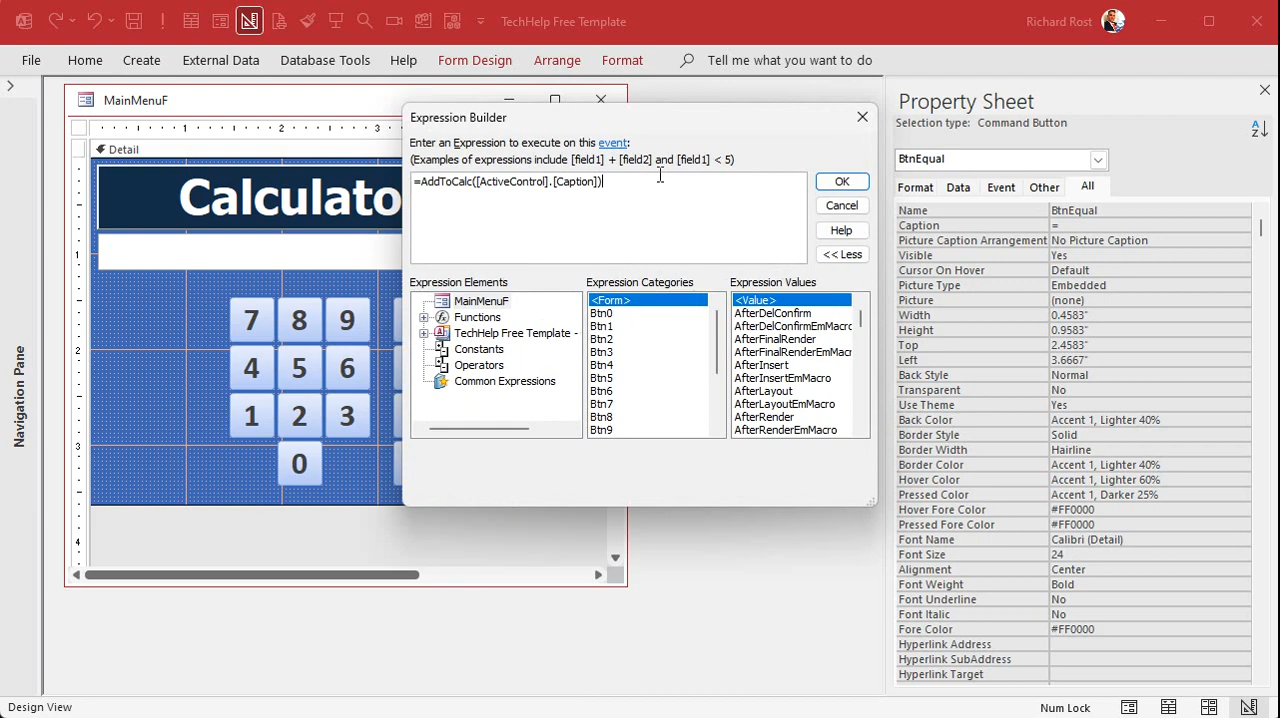 TechHelp Free Template
Richard Rost
File
Home
Create
External Data
Database Tools
Help
Form Design
Arrange
Format
Tell me what you want to do
MainMenuF
1
2
3
Detail
Calculato
1
2
3
4
7 8 9
4 5 6
1 2 3
0
Navigation Pane
Expression Builder
Enter an Expression to execute on this event:
(Examples of expressions include [field1] + [field2] and [field1] < 5)
=AddToCalc([ActiveControl].[Caption])
OK
Cancel
Help
<< Less
Expression Elements
MainMenuF
Functions
TechHelp Free Template -
Constants
Operators
Common Expressions
Expression Categories
<Form>
Btn0
Btn1
Btn2
Btn3
Btn4
Btn5
Btn6
Btn7
Btn8
Btn9
Expression Values
<Value>
AfterDelConfirm
AfterDelConfirmEmMacro
AfterFinalRender
AfterFinalRenderEmMacr
AfterInsert
AfterInsertEmMacro
AfterLayout
AfterLayoutEmMacro
AfterRender
AfterRenderEmMacro
Property Sheet
Selection type: Command Button
BtnEqual
Format Data Event Other All
Name BtnEqual
Caption =
Picture Caption Arrangement No Picture Caption
Visible Yes
Cursor On Hover Default
Picture Type Embedded
Picture (none)
Width 0.4583"
Height 0.9583"
Top 2.4583"
Left 3.6667"
Back Style Normal
Transparent No
Use Theme Yes
Back Color Accent 1, Lighter 40%
Border Style Solid
Border Width Hairline
Border Color Accent 1, Lighter 40%
Hover Color Accent 1, Lighter 60%
Pressed Color Accent 1, Darker 25%
Hover Fore Color #FF0000
Pressed Fore Color #FF0000
Font Name Calibri (Detail)
Font Size 24
Alignment Center
Font Weight Bold
Font Underline No
Font Italic No
Fore Color #FF0000
Hyperlink Address
Hyperlink SubAddress
Hyperlink Target
Design View
Num Lock